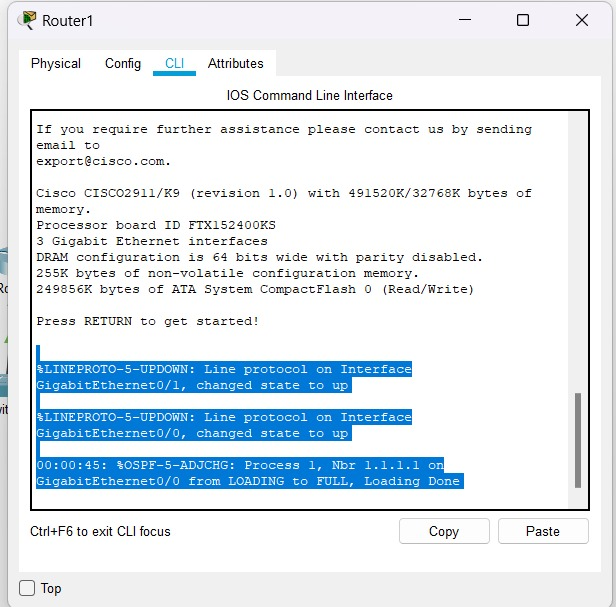 Router1
Physical Config CLI Attributes
IOS Command Line Interface
If you require further assistance please contact us by sending
email to
export@cisco.com.
Cisco CISCO2911/K9 (revision 1.0) with 491520K/32768K bytes of
memory.
Processor board ID FTX152400KS
3 Gigabit Ethernet interfaces
DRAM configuration is 64 bits wide with parity disabled.
255K bytes of non-volatile configuration memory.
249856K bytes of ATA System CompactFlash 0 (Read/Write)
Press RETURN to get started!
%LINEPROTO-5-UPDOWN: Line protocol on Interface
GigabitEthernet0/1, changed state to up
%LINEPROTO-5-UPDOWN: Line protocol on Interface
GigabitEthernet0/0, changed state to up
00:00:45: %OSPF-5-ADJCHG: Process 1, Nbr 1.1.1.1 on
GigabitEthernet0/0 from LOADING to FULL, Loading Done
Ctrl+F6 to exit CLI focus
Copy Paste
Top